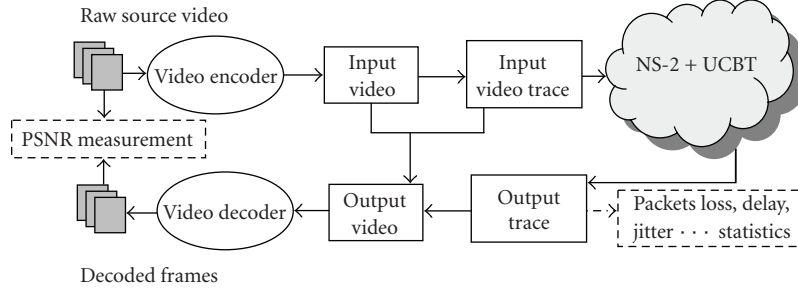 Raw source video
Video encoder
Input
video
Input
video trace
NS-2 + UCBT
PSNR measurement
Video decoder
Output
video
Output
trace
Packets loss, delay,
jitter · · · statistics
Decoded frames